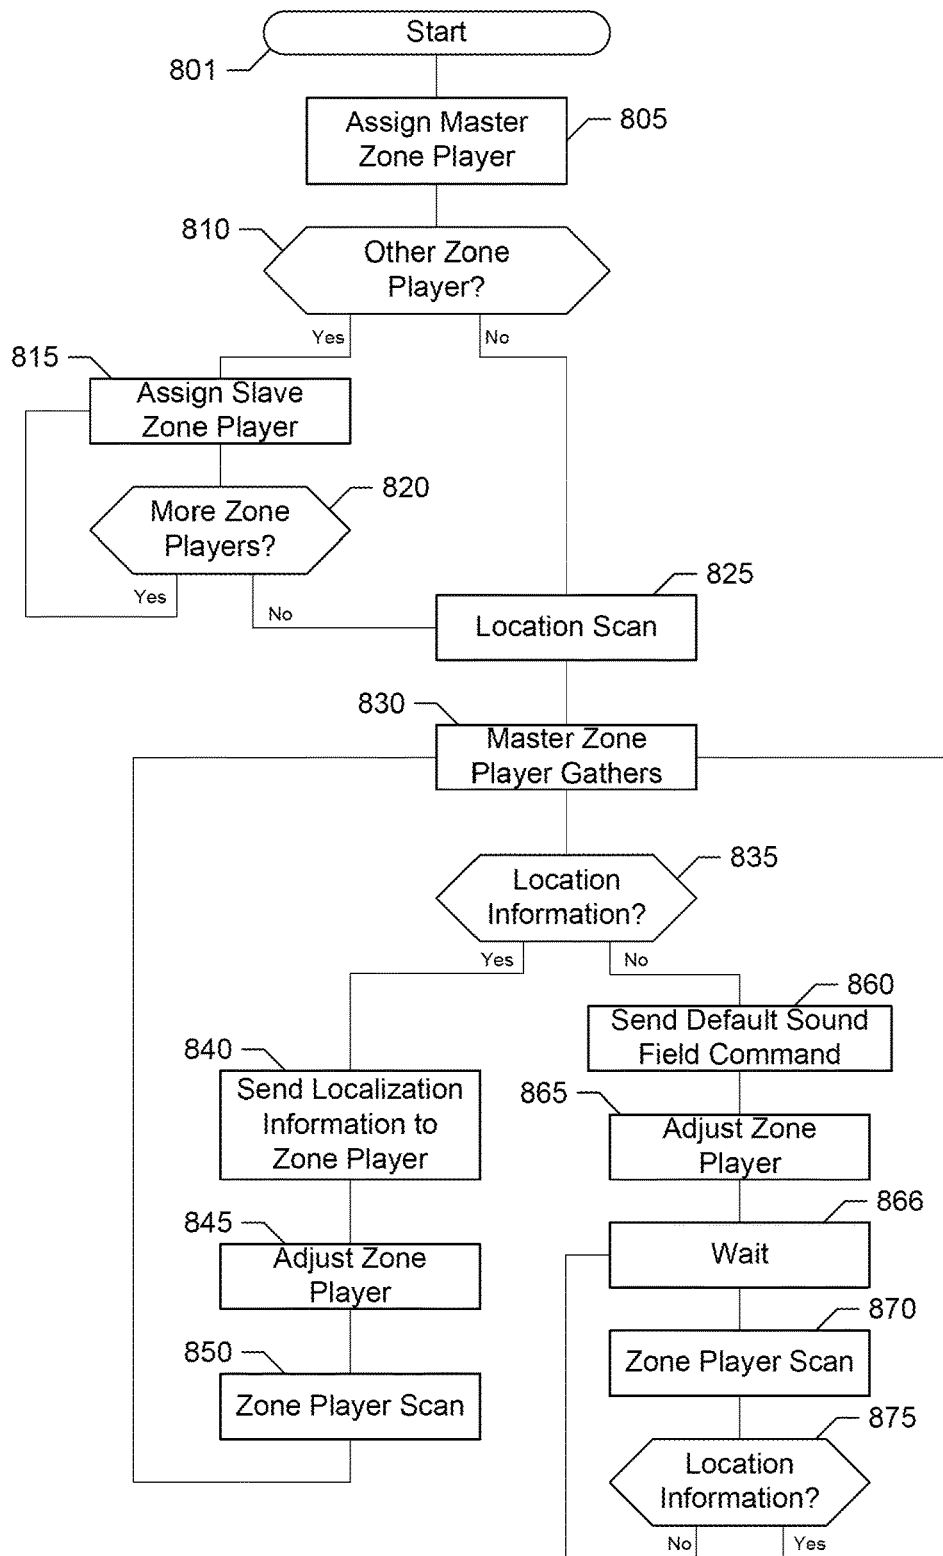 Start
801
Assign Master
Zone Player
805
810
Other Zone
Player?
Yes
No
815
Assign Slave
Zone Player
820
More Zone
Players?
Yes
No
825
Location Scan
830
Master Zone
Player Gathers
835
Location
Information?
Yes
No
860
Send Default Sound
Field Command
840
Send Localization
Information to
Zone Player
865
Adjust Zone
Player
866
Wait
845
Adjust Zone
Player
870
Zone Player Scan
850
Zone Player Scan
875
Location
Information?
No
Yes